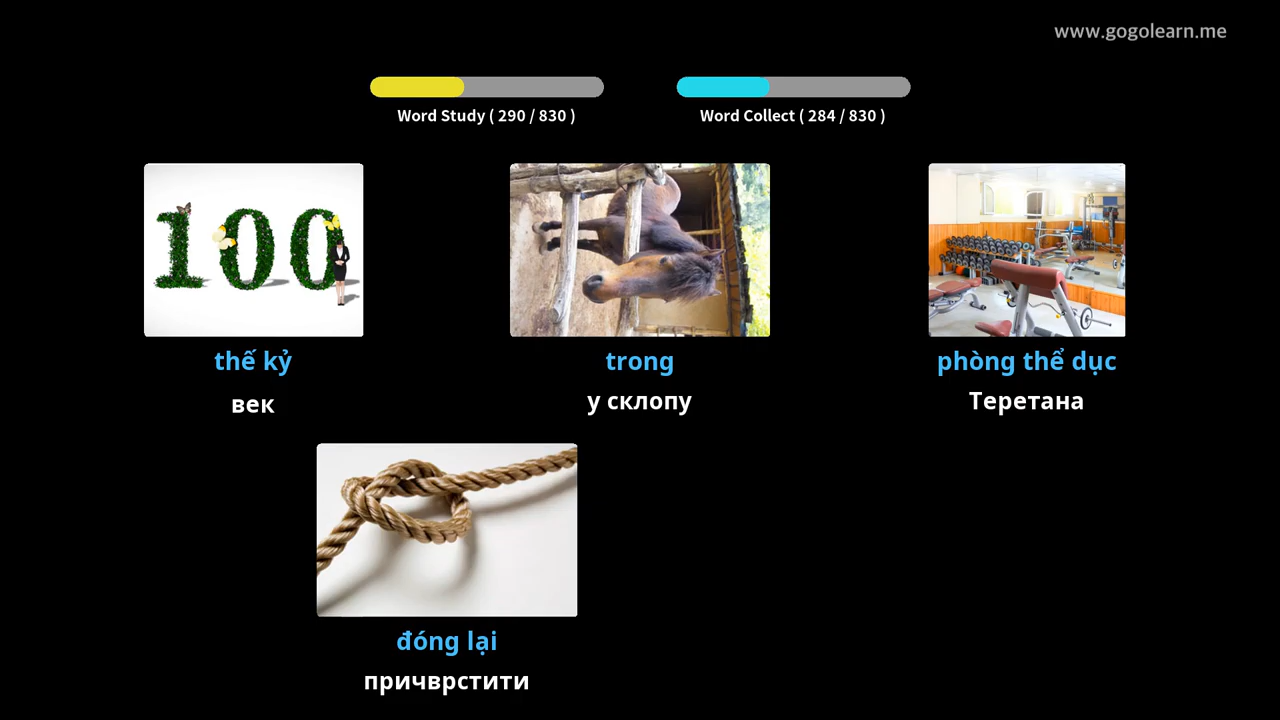 www.gogolearn.me
Word Study ( 290 / 830 )
Word Collect ( 284 / 830 )
100
thế kỷ
век
trong
у склопу
phòng thể dục
Теретана
đóng lại
причврстити